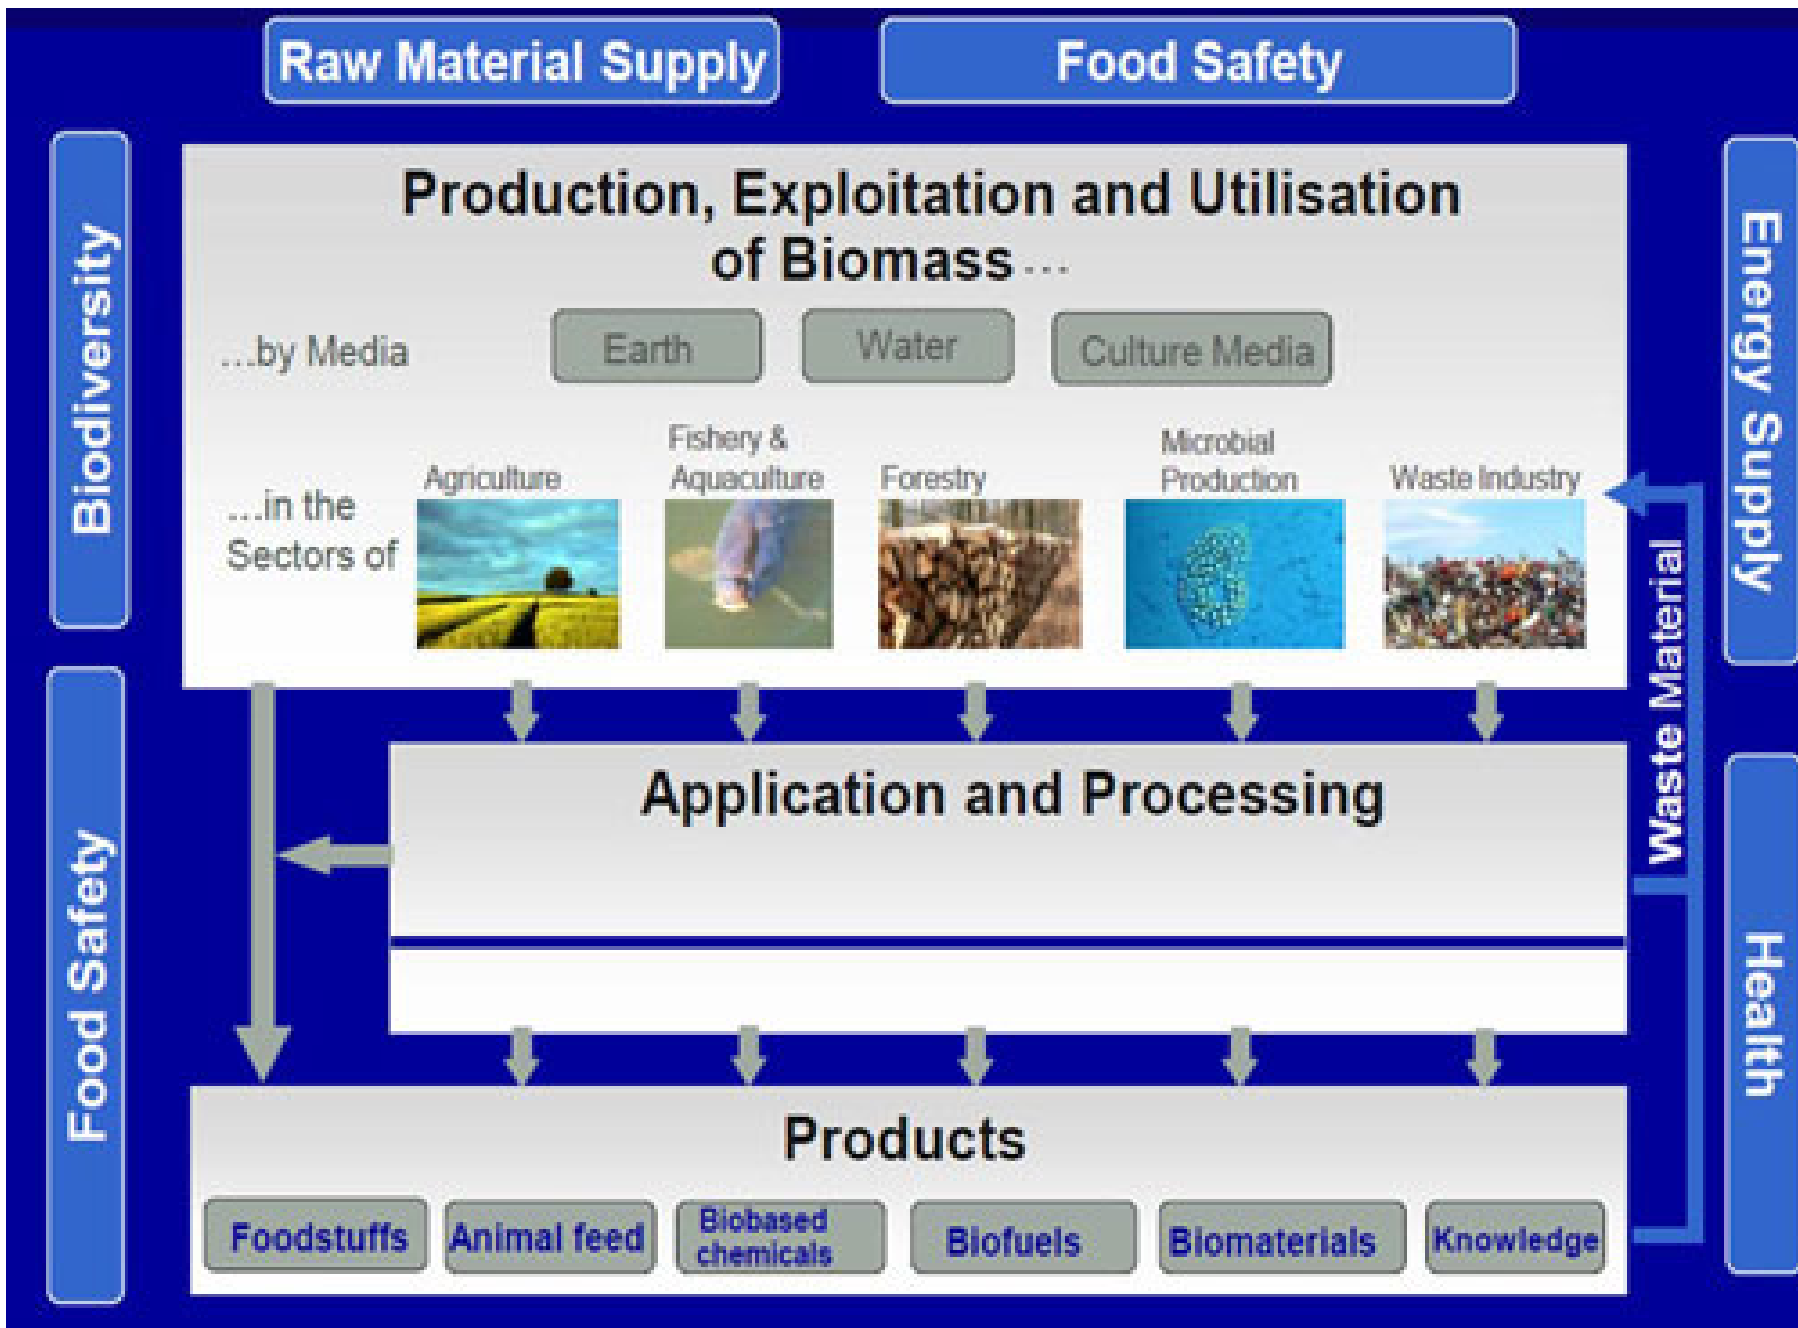 Raw Material Supply
Food Safety
Biodiversity
Food Safety
Production, Exploitation and Utilisation
of Biomass ...
...by Media
Earth
Water
Culture Media
...in the
Sectors of
Agriculture
Fishery &
Aquaculture
Forestry
Microbial
Production
Waste Industry
Energy Supply
Waste Material
Health
Application and Processing
Products
Foodstuffs
Animal feed
Biobased
chemicals
Biofuels
Biomaterials
Knowledge